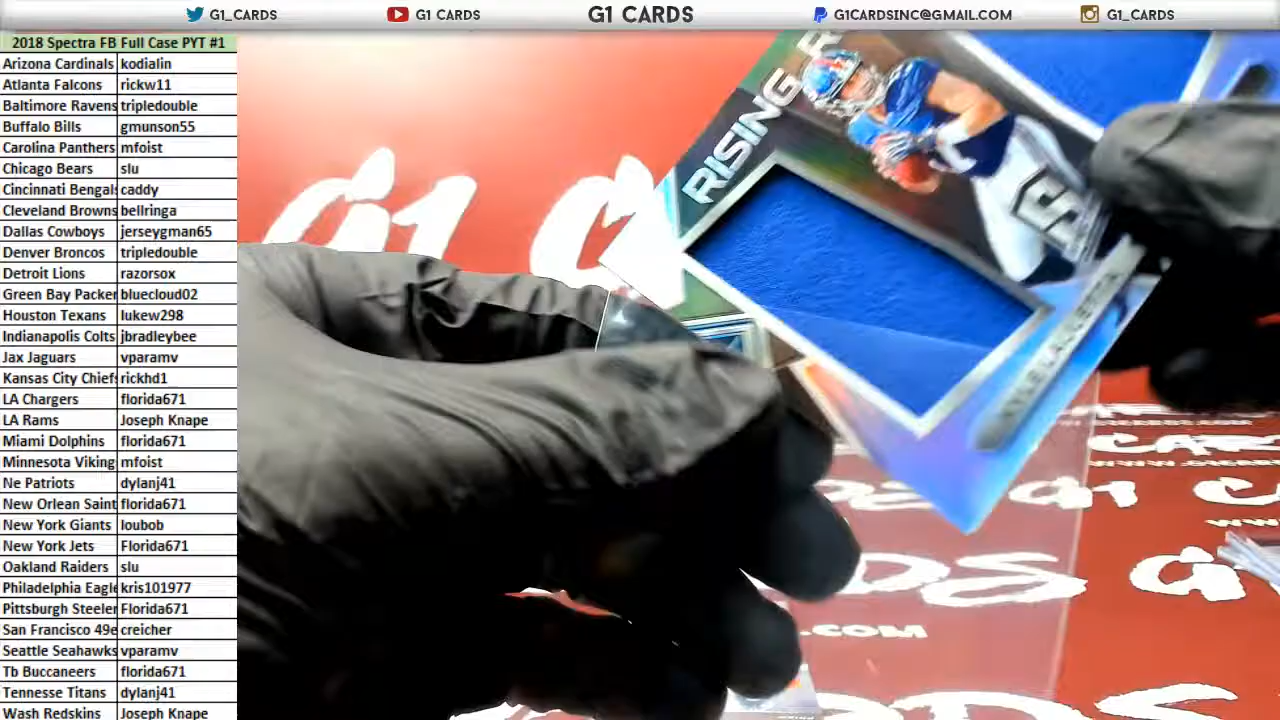 G1_CARDS G1 CARDS G1 CARDS G1CARDSINC@GMAIL.COM G1_CARDS
2018 Spectra FB Full Case PYT #1
Arizona Cardinals kodialin
Atlanta Falcons rickw11
Baltimore Ravens tripledouble
Buffalo Bills gmunson55
Carolina Panthers mfoist
Chicago Bears slu
Cincinnati Bengals caddy
Cleveland Browns bellringa
Dallas Cowboys jerseygman65
Denver Broncos tripledouble
Detroit Lions razorsox
Green Bay Packer bluecloud02
Houston Texans lukew298
Indianapolis Colts jbradleybee
Jax Jaguars vparamv
Kansas City Chiefs rickhd1
LA Chargers florida671
LA Rams Joseph Knape
Miami Dolphins florida671
Minnesota Viking mfoist
Ne Patriots dylanj41
New Orlean Saint florida671
New York Giants loubob
New York Jets Florida671
Oakland Raiders slu
Philadelphia Eagle kris101977
Pittsburgh Steeler Florida671
San Francisco 49e creicher
Seattle Seahawks vparamv
Tb Buccaneers florida671
Tennesse Titans dylanj41
Wash Redskins Joseph Knape
RISING
G1
G1
.COM